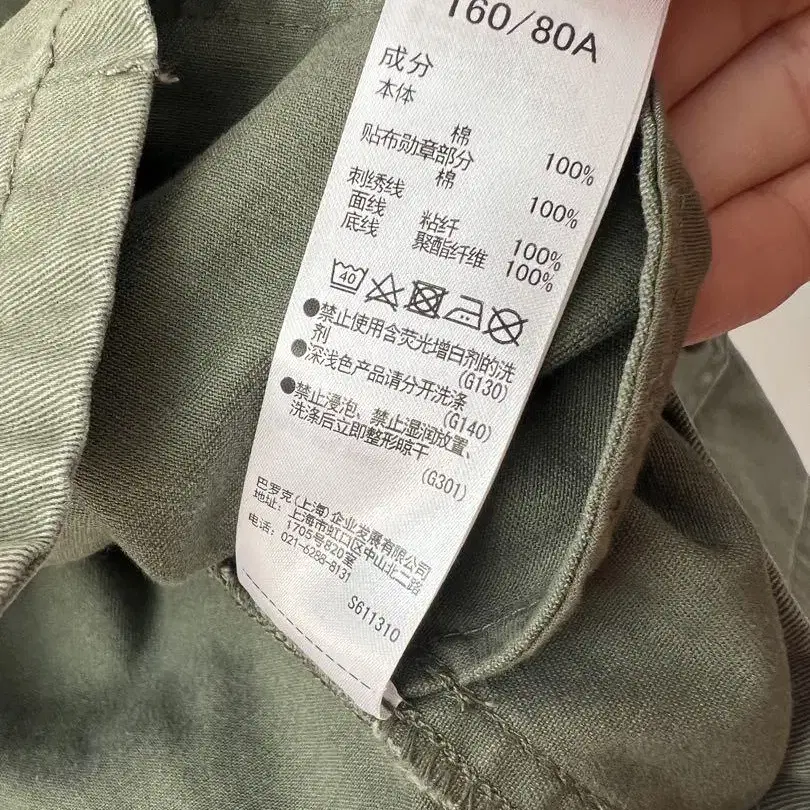 160/80A
成分
本体
棉 100%
贴布勋章部分
棉 100%
刺绣线
面线 粘纤 100%
底线 聚酯纤维 100%
40
●禁止使用含荧光增白剂的洗
剂 (G130)
●深浅色产品请分开洗涤
(G140)
●禁止浸泡、禁止湿润放置、
洗涤后立即整形晾干
(G301)
巴罗克(上海)企业发展有限公司
地址:上海市虹口区中山北二路
1705号820室
电话:021-6288-8131
S611310